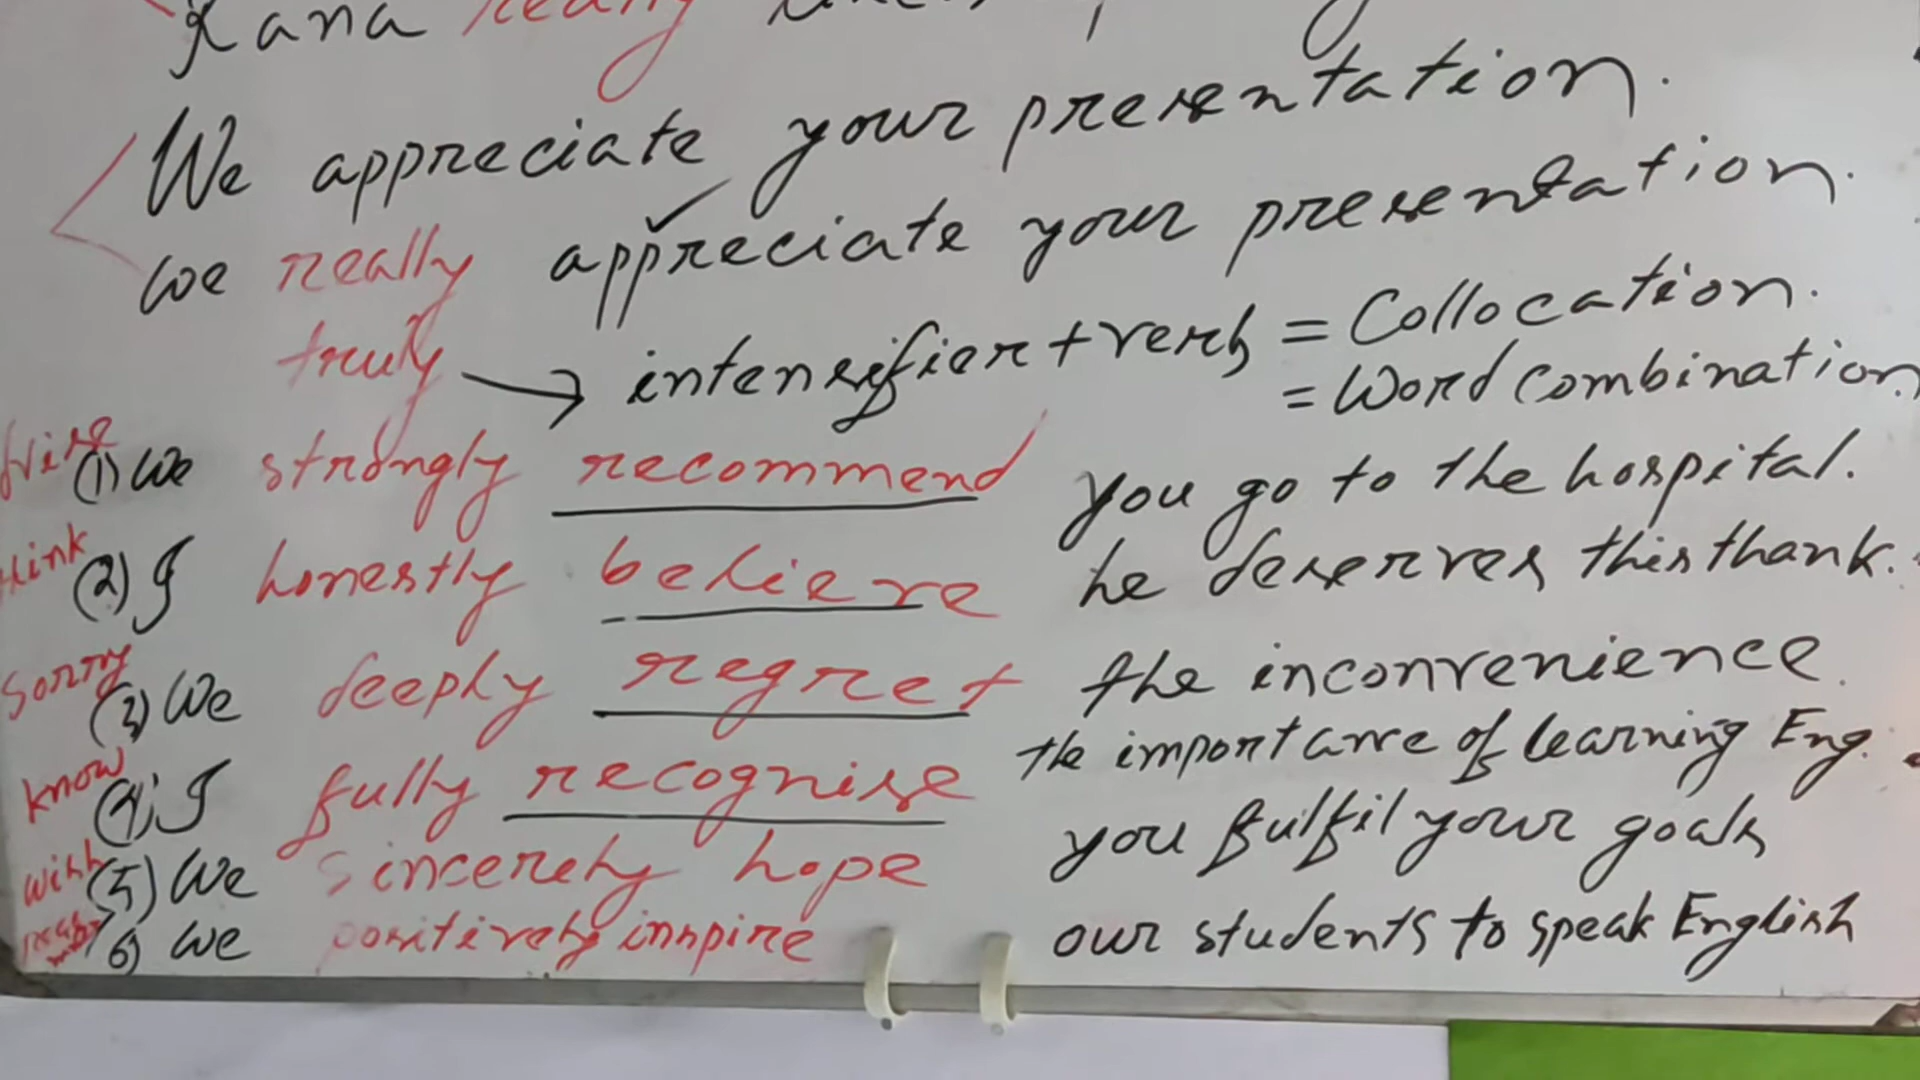 Rana really
We appreciate your presentation.
we really appreciate your presentation.
truly → intensifier + verb = Collocation.
= Word Combination.
(1) We strongly recommend you go to the hospital.
think (2) I honestly believe he deserves this thank.
Sorry (3) We deeply regret the inconvenience.
know (4) I fully recognise the importance of learning Eng.
wish (5) We sincerely hope you fulfil your goals
6) we positively inspire our students to speak English